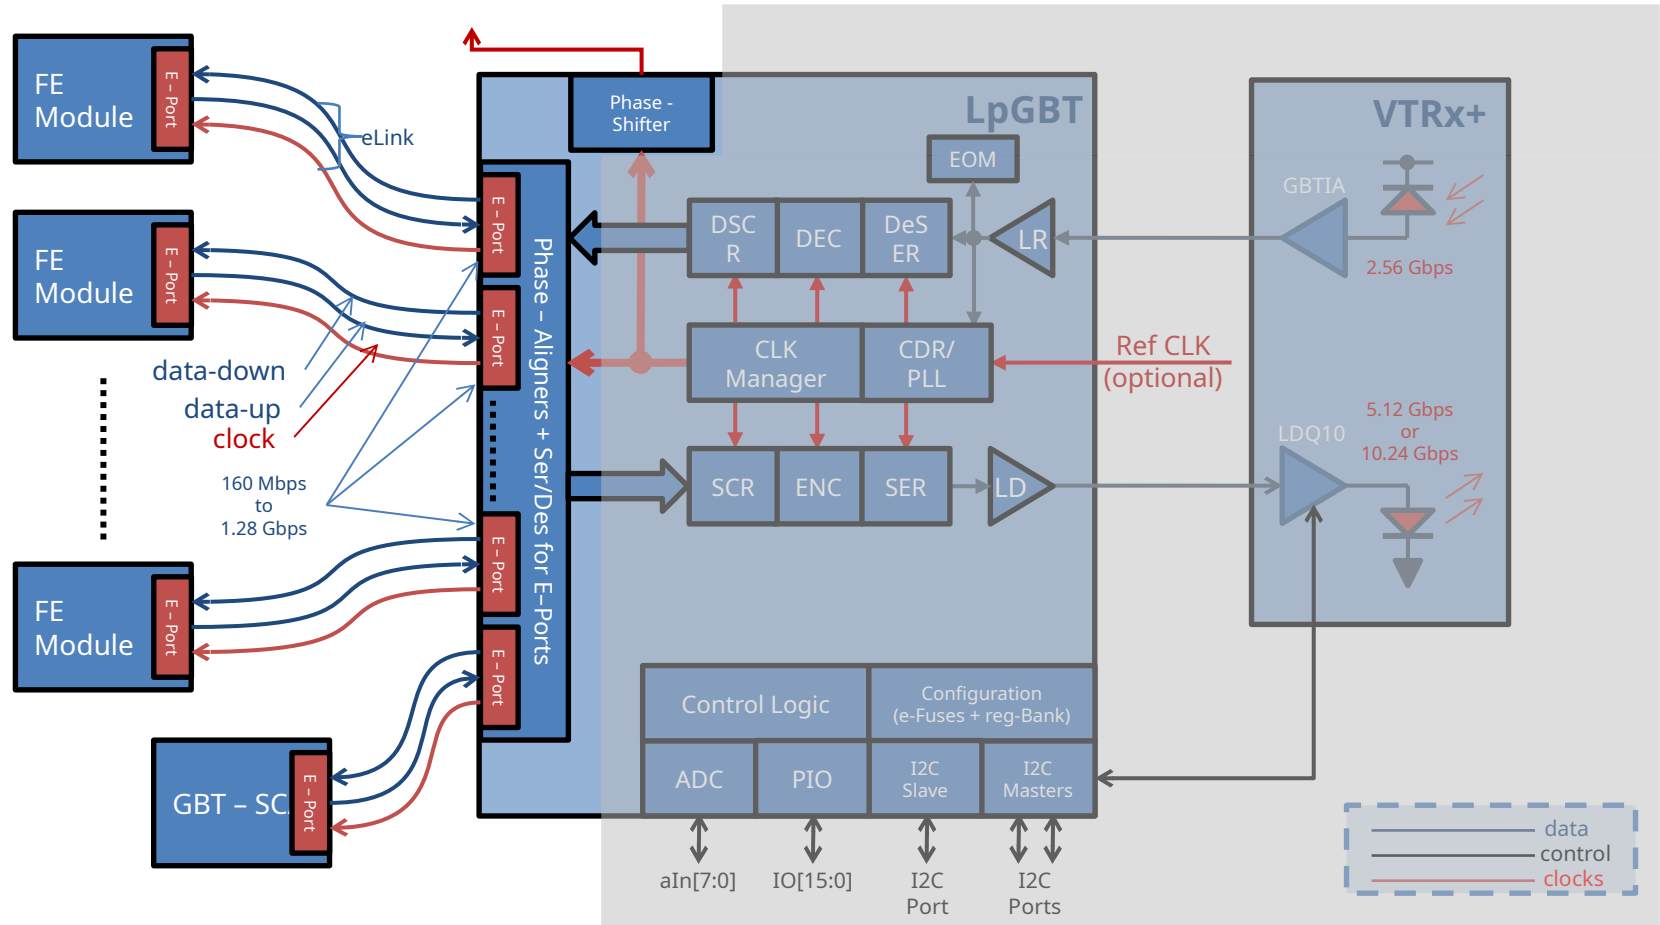 FE
Module
E – Port
eLink
FE
Module
E – Port
data-down
data-up
clock
160 Mbps
to
1.28 Gbps
FE
Module
E – Port
GBT – SC
E – Port
Phase -
Shifter
E – Port
E – Port
E – Port
E – Port
Phase – Aligners + Ser/Des for E–Ports
LpGBT
EOM
DSC
R
DEC
DeS
ER
LR
CLK
Manager
CDR/
PLL
Ref CLK
(optional)
SCR
ENC
SER
LD
Control Logic
Configuration
(e-Fuses + reg-Bank)
ADC
PIO
I2C
Slave
I2C
Masters
aIn[7:0]
IO[15:0]
I2C
Port
I2C
Ports
VTRx+
GBTIA
2.56 Gbps
5.12 Gbps
or
10.24 Gbps
LDQ10
data
control
clocks